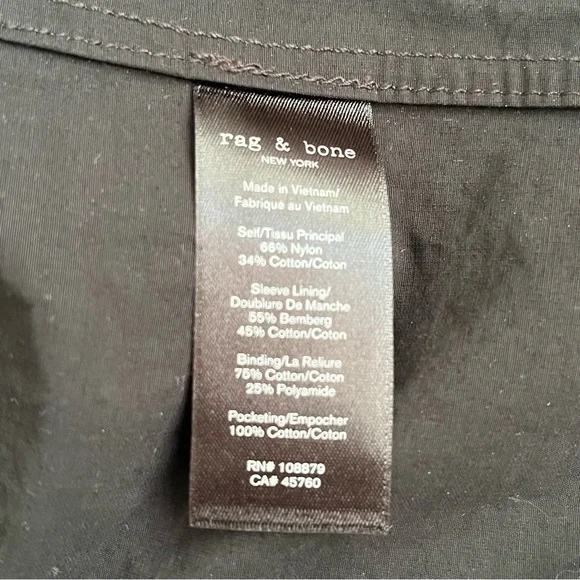 rag & bone
NEW YORK
Made in Vietnam/
Fabriqué au Vietnam
Self/Tissu Principal
66% Nylon
34% Cotton/Coton
Sleeve Lining/
Doublure De Manche
55% Bemberg
45% Cotton/Coton
Binding/La Reliure
75% Cotton/Coton
25% Polyamide
Pocketing/Empocher
100% Cotton/Coton
RN# 108879
CA# 45760